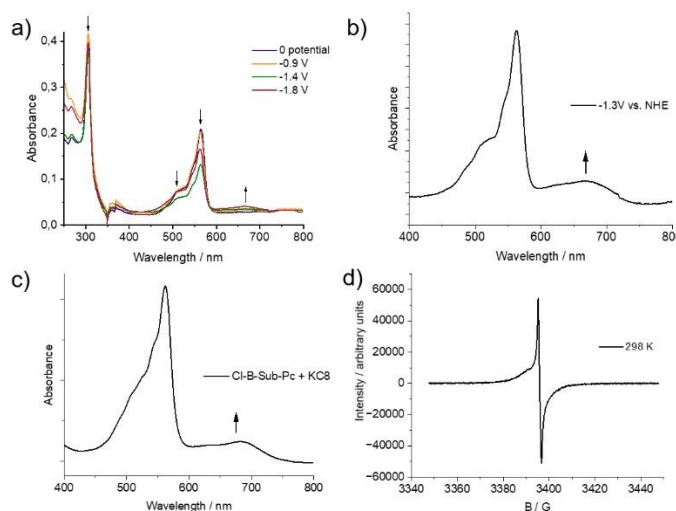 a)
Absorbance
0,4
0,3
0,2
0,1
0,0
300 400 500 600 700 800
Wavelength / nm
0 potential
-0.9 V
-1.4 V
-1.8 V
b)
Absorbance
400 500 600 700 80
Wavelength / nm
-1.3V vs. NHE
c)
Absorbance
400 500 600 700 800
Wavelength / nm
Cl-B-Sub-Pc + KC8
d)
Intensity / arbitrary units
60000
40000
20000
0
−20000
−40000
−60000
3340 3360 3380 3400 3420 3440
B / G
298 K